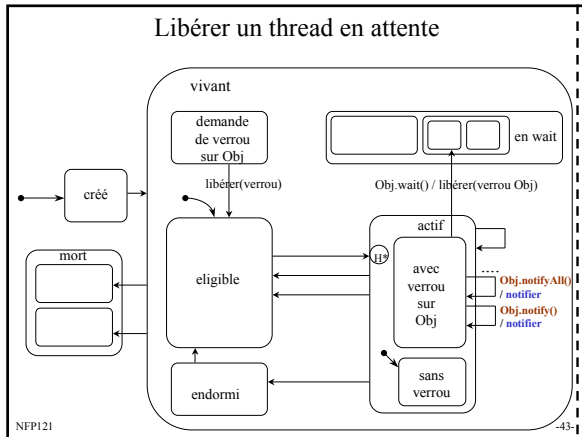 Libérer un thread en attente
vivant
demande
de verrou
sur Obj
en wait
libérer(verrou)
Obj.wait() / libérer(verrou Obj)
créé
actif
mort
H*
eligible
avec
verrou
sur
Obj
....
Obj.notifyAll()
/ notifier
Obj.notify()
/ notifier
endormi
sans
verrou
NFP121
-43-